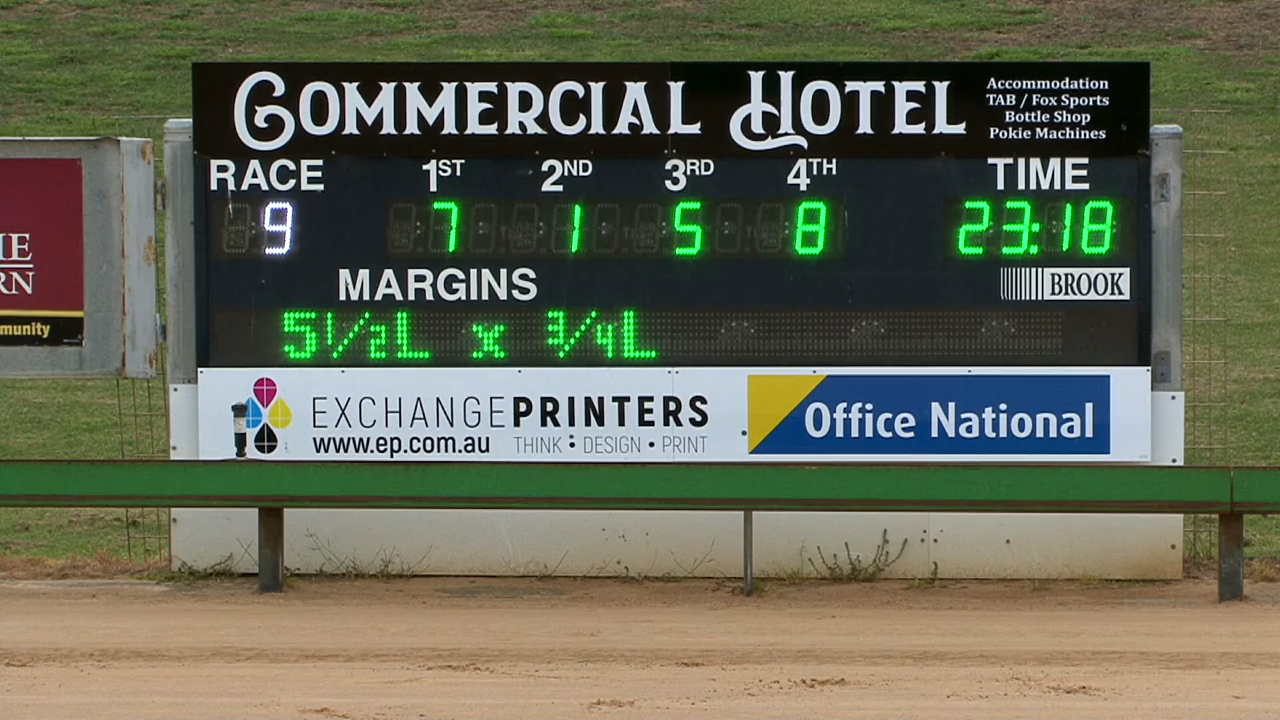 COMMERCIAL HOTEL
Accommodation
TAB / Fox Sports
Bottle Shop
Pokie Machines
RACE 1ST 2ND 3RD 4TH TIME
9 7 1 5 8 23:18
MARGINS
BROOK
5½L x ¾L
EXCHANGEPRINTERS
www.ep.com.au THINK • DESIGN • PRINT
Office National